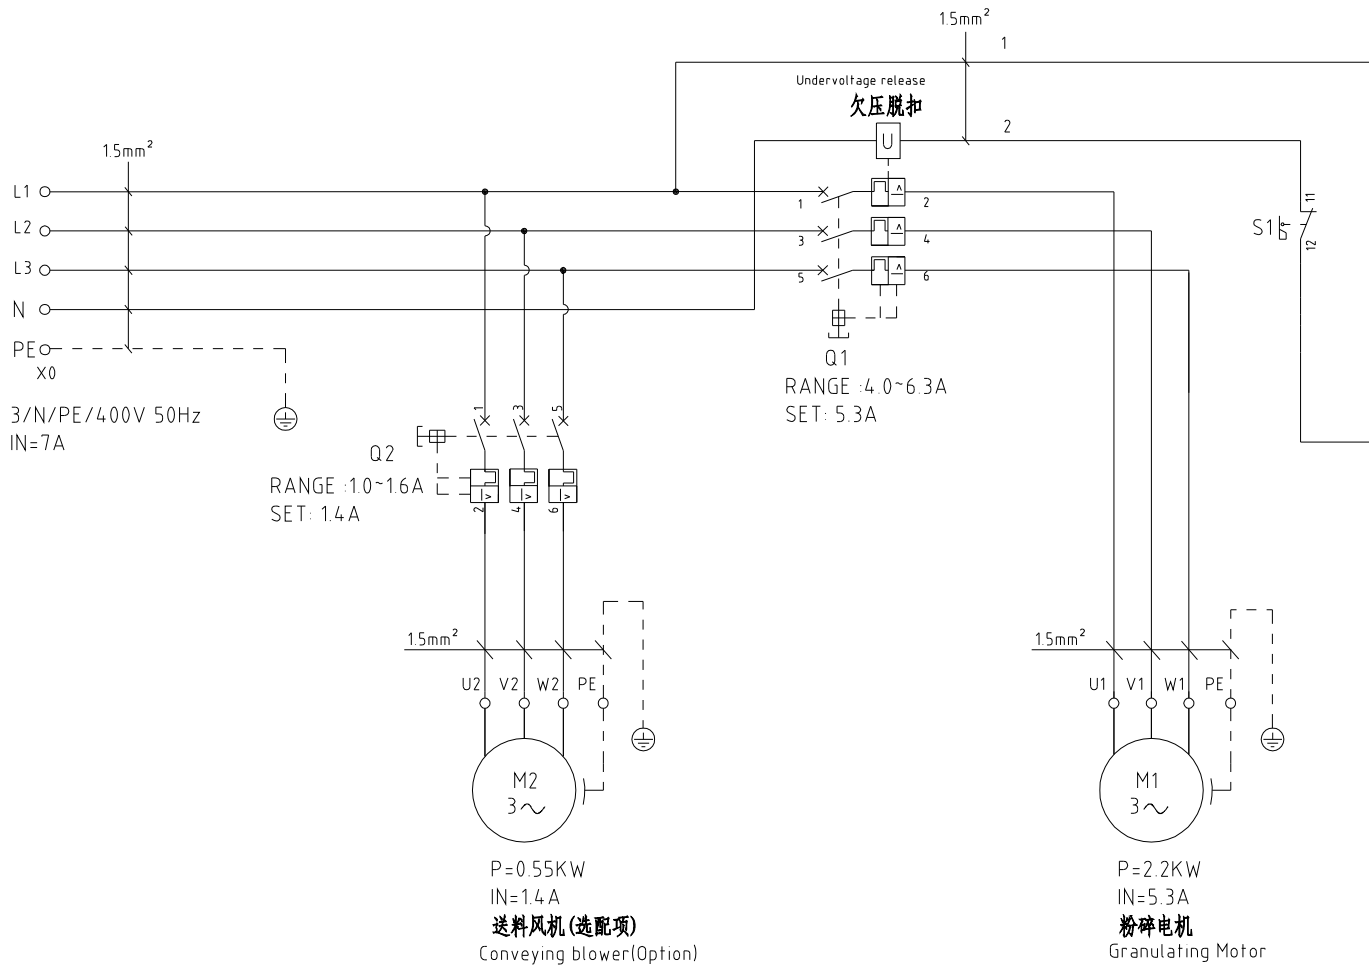 1.5mm²
1
Undervoltage release
欠压脱扣
U
2
1.5mm²
L1
1
2
11
L2
3
4
S1
12
L3
5
6
N
PE
X0
Q1
RANGE :4.0~6.3A
SET: 5.3A
3/N/PE/400V 50Hz
IN=7A
1
3
5
Q2
RANGE :1.0~1.6A
SET: 1.4A
I>
I>
I>
2
4
6
1.5mm²
1.5mm²
U2 V2 W2 PE
U1 V1 W1 PE
M2
3~
M1
3~
P=0.55KW
IN=1.4A
送料风机(选配项)
Conveying blower(Option)
P=2.2KW
IN=5.3A
粉碎电机
Granulating Motor